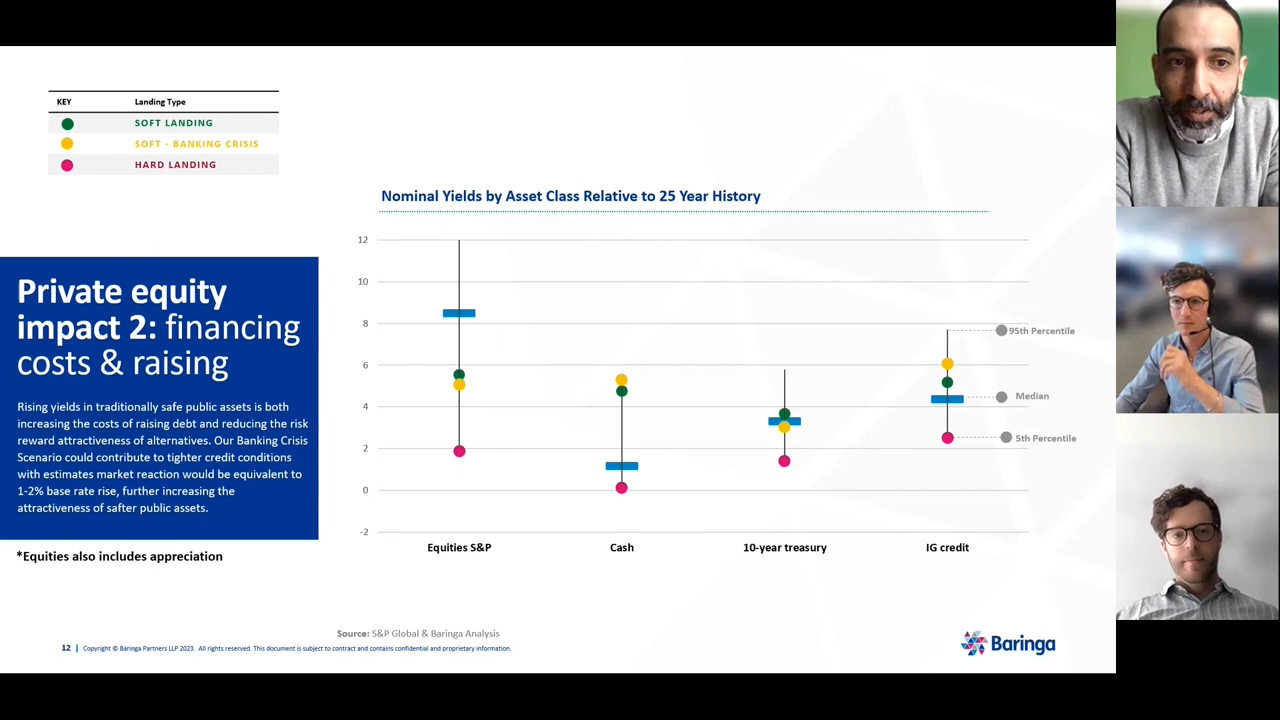 KEY Landing Type
SOFT LANDING
SOFT - BANKING CRISIS
HARD LANDING
Nominal Yields by Asset Class Relative to 25 Year History
Private equity
impact 2: financing
costs & raising
Rising yields in traditionally safe public assets is both
increasing the costs of raising debt and reducing the risk
reward attractiveness of alternatives. Our Banking Crisis
Scenario could contribute to tighter credit conditions
with estimates market reaction would be equivalent to
1-2% base rate rise, further increasing the
attractiveness of safter public assets.
*Equities also includes appreciation
12
10
8
6
4
2
0
-2
95th Percentile
Median
5th Percentile
Equities S&P Cash 10-year treasury IG credit
Source: S&P Global & Baringa Analysis
12 | Copyright © Baringa Partners LLP 2023. All rights reserved. This document is subject to contract and contains confidential and proprietary information.
Baringa